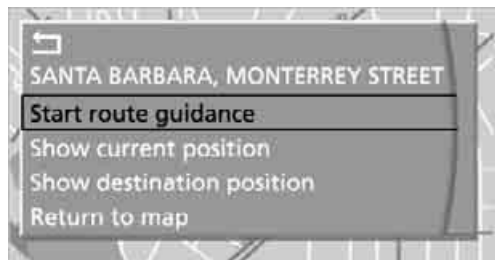 SANTA BARBARA, MONTERREY STREET
Start route guidance
Show current position
Show destination position
Return to map